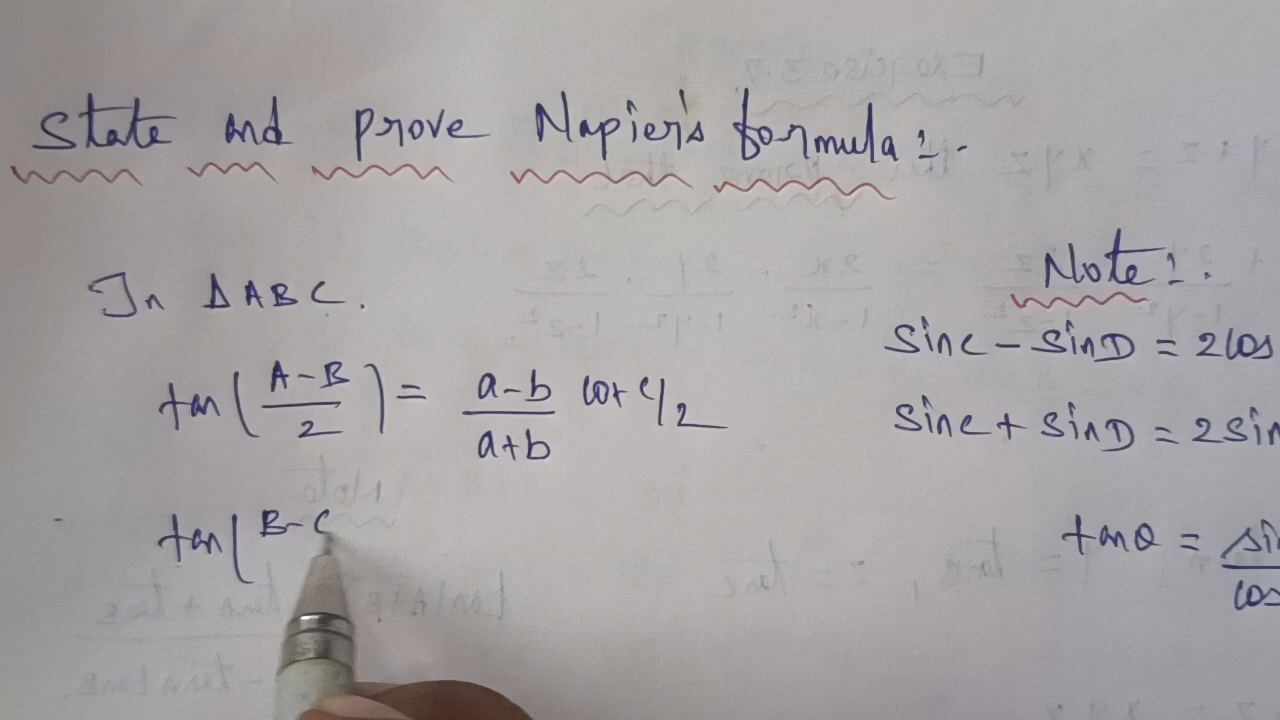 State and prove Napier's formula:-
In ΔABC.
tan(A-B/2) = a-b/a+b cot C/2
tan(B-C
Note:-
Sinc - SinD = 2cos
Sinc + SinD = 2Sin
tanθ = sin/cos